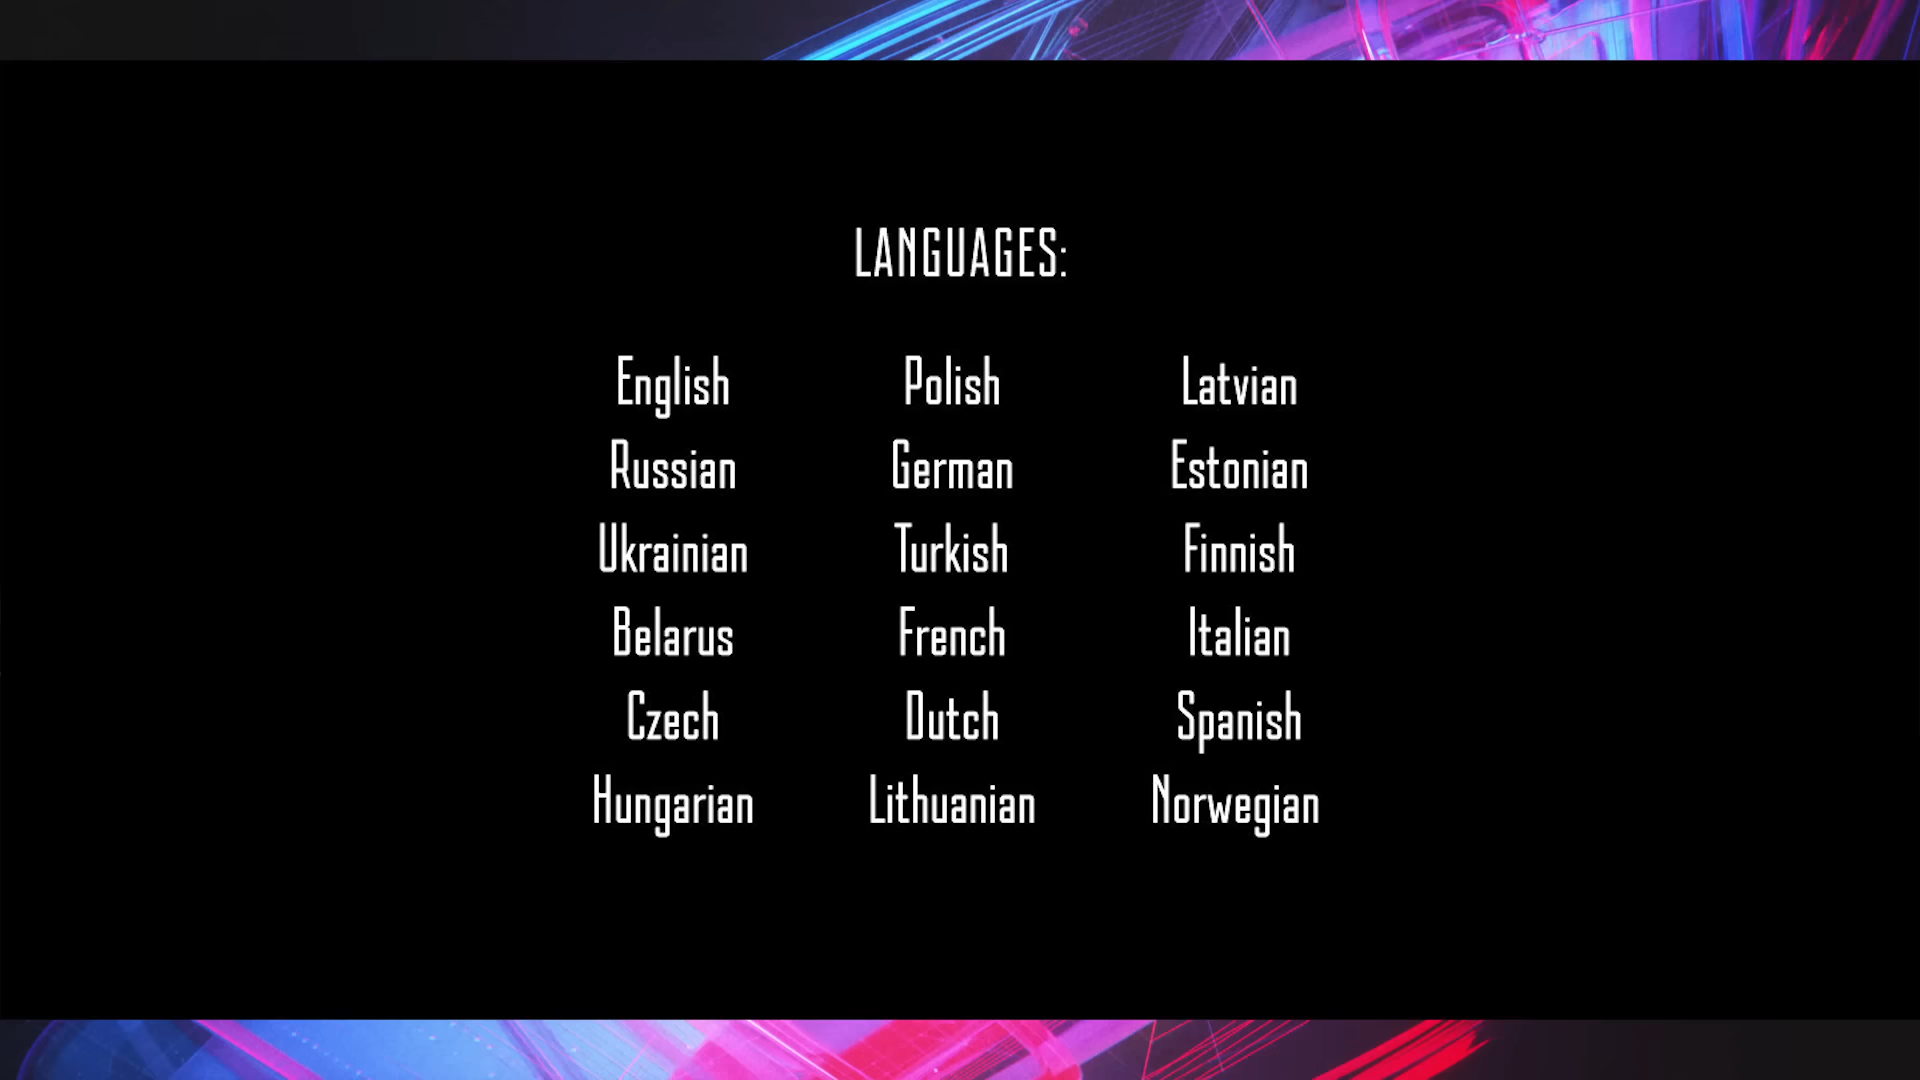 LANGUAGES:
English Polish Latvian
Russian German Estonian
Ukrainian Turkish Finnish
Belarus French Italian
Czech Dutch Spanish
Hungarian Lithuanian Norwegian